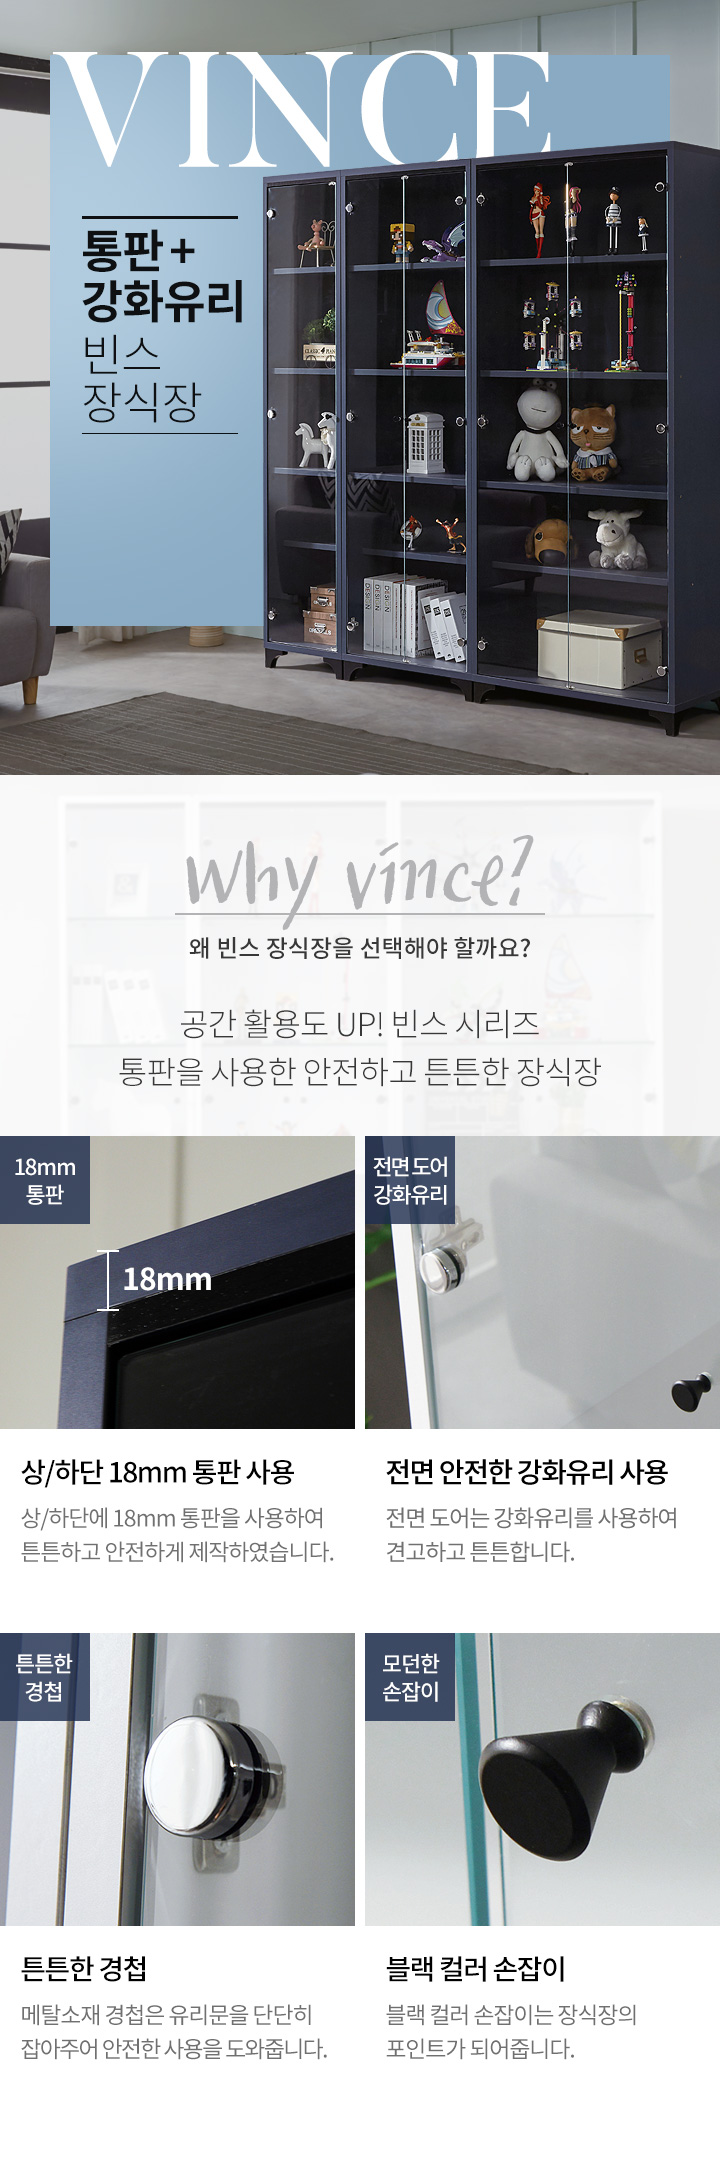 VINCE
통판+
강화유리
빈스
장식장
CLASSIC PIANO
DESIGN
DESIGN
DESIGN
Why vince?
왜 빈스 장식장을 선택해야 할까요?
공간 활용도 UP! 빈스 시리즈
통판을 사용한 안전하고 튼튼한 장식장
18mm
통판
18mm
전면 도어
강화유리
상/하단 18mm 통판 사용
상/하단에 18mm 통판을 사용하여
튼튼하고 안전하게 제작하였습니다.
전면 안전한 강화유리 사용
전면 도어는 강화유리를 사용하여
견고하고 튼튼합니다.
튼튼한
경첩
모던한
손잡이
튼튼한 경첩
메탈소재 경첩은 유리문을 단단히
잡아주어 안전한 사용을 도와줍니다.
블랙 컬러 손잡이
블랙 컬러 손잡이는 장식장의
포인트가 되어줍니다.